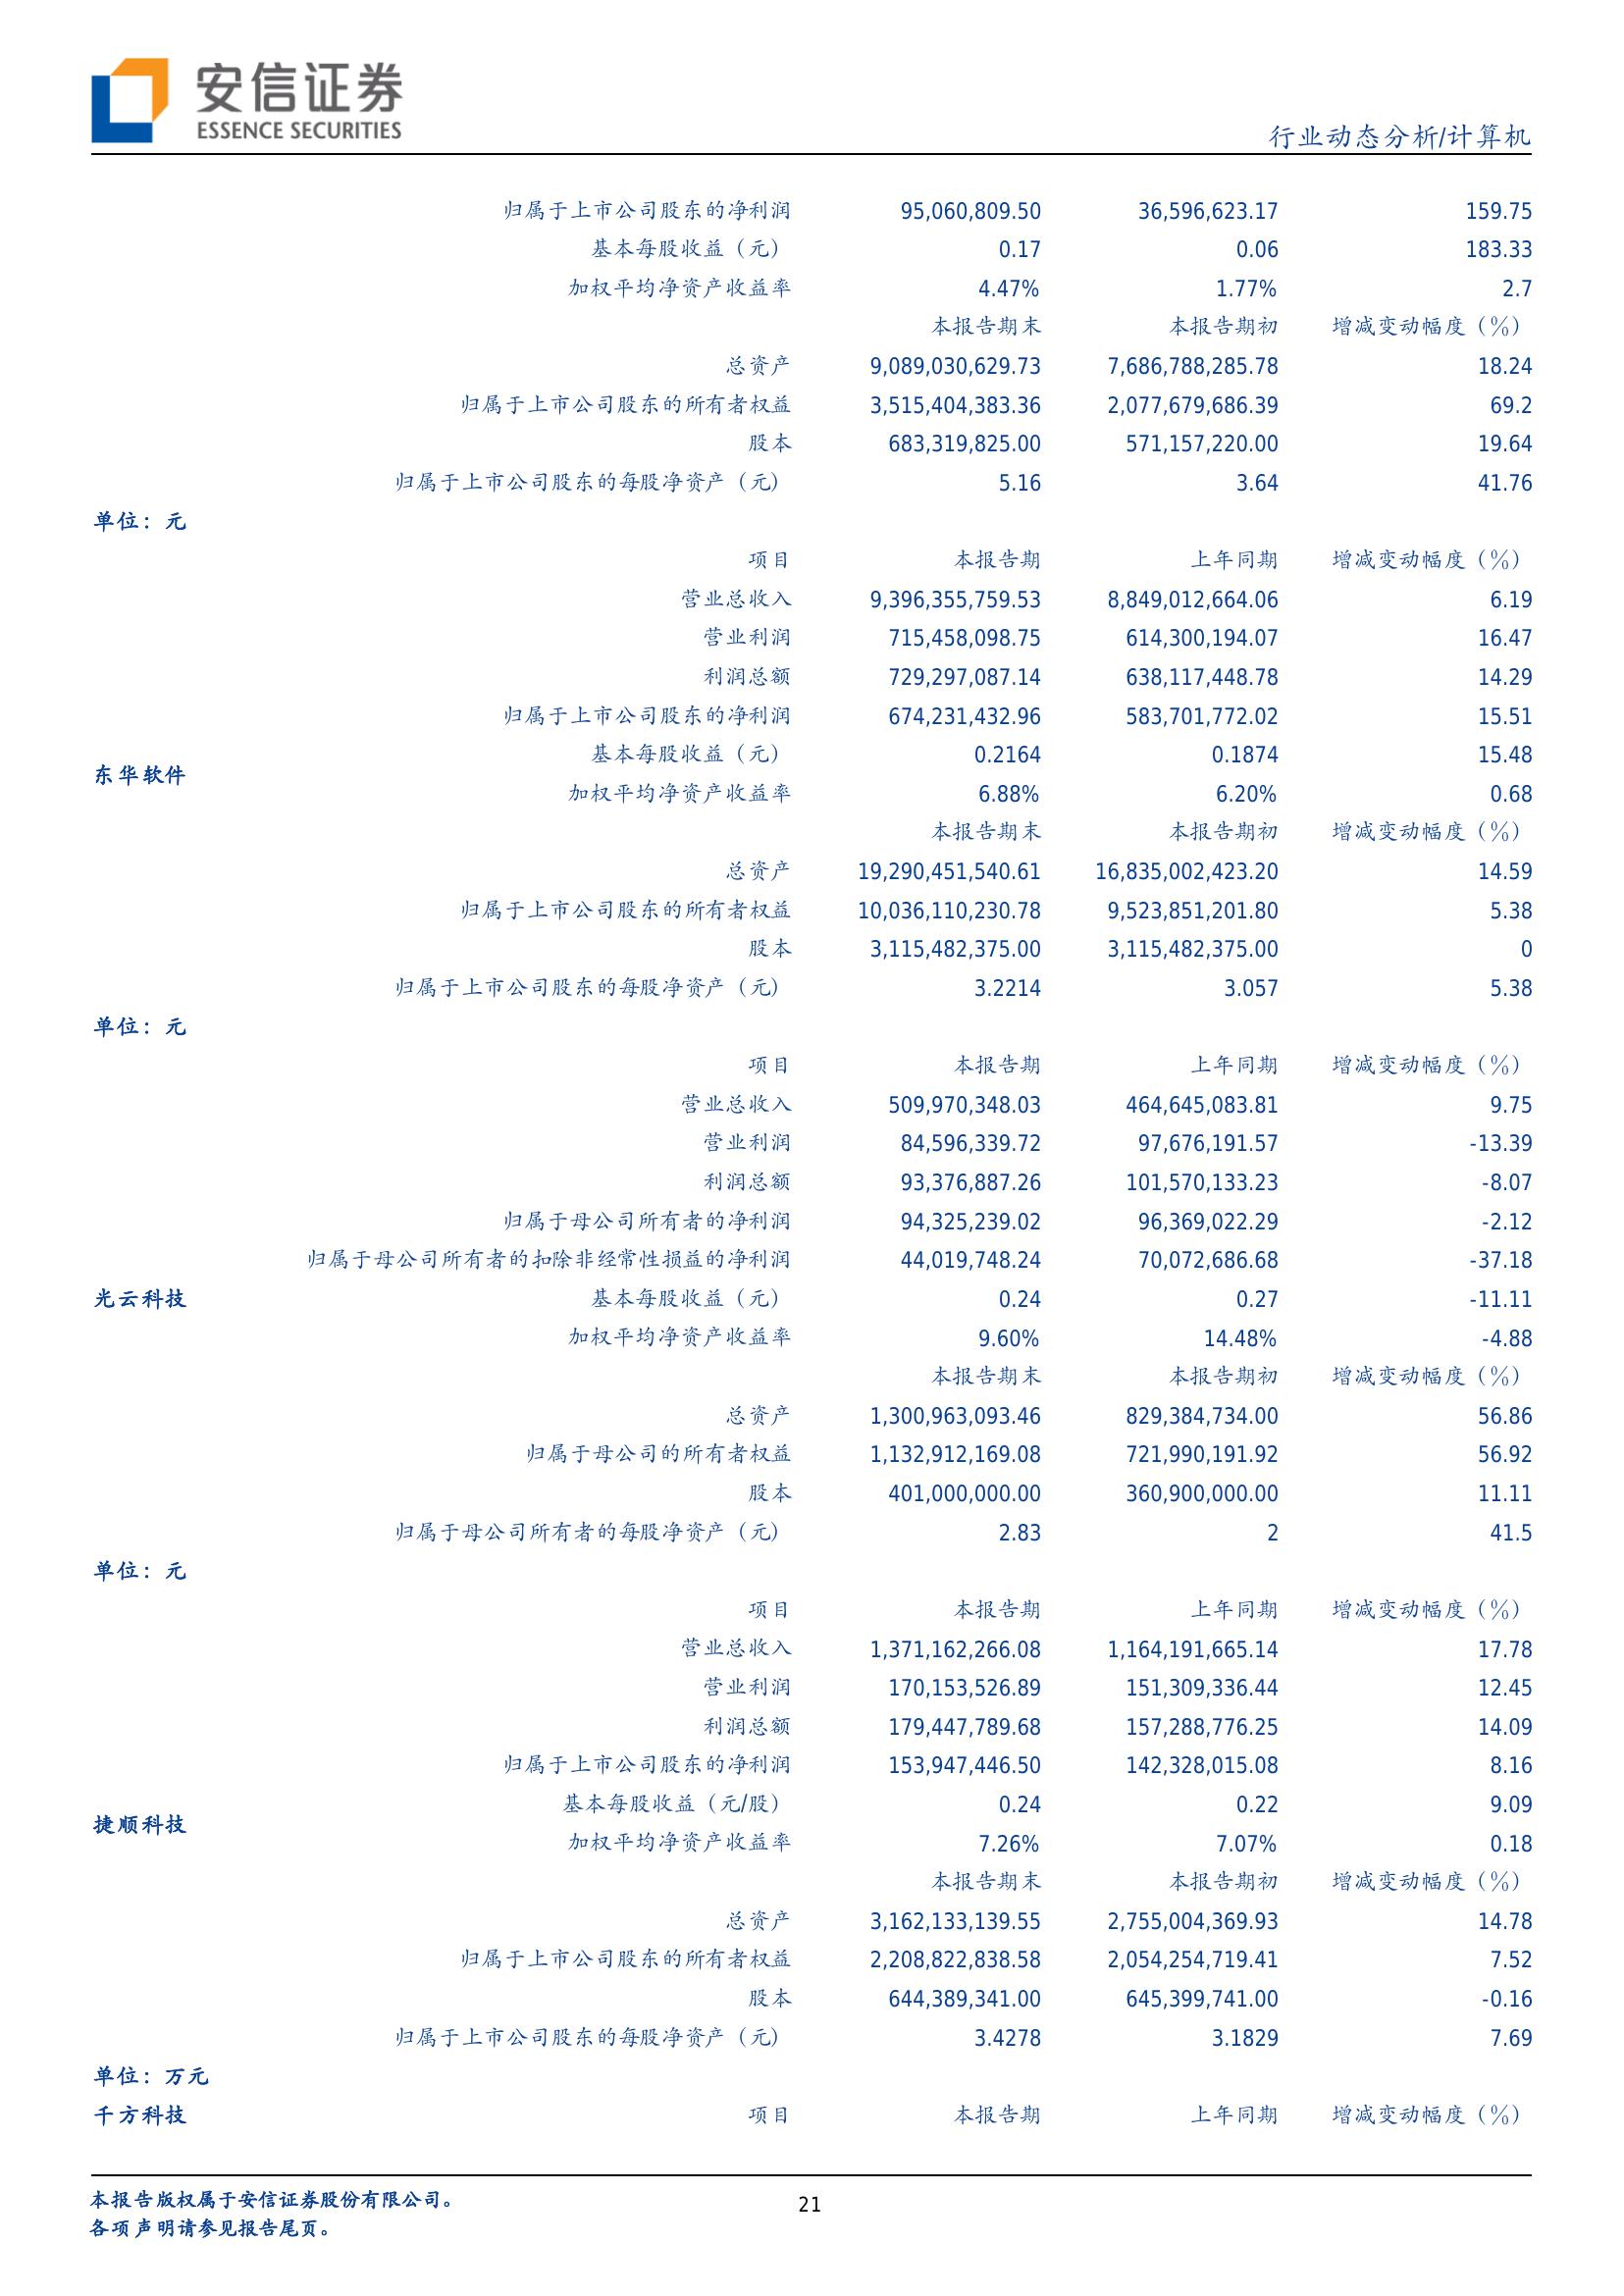 安信证券
ESSENCE SECURITIES
行业动态分析/计算机
归属于上市公司股东的净利润 95,060,809.50 36,596,623.17 159.75
基本每股收益（元） 0.17 0.06 183.33
加权平均净资产收益率 4.47% 1.77% 2.7
本报告期末 本报告期初 增减变动幅度（%）
总资产 9,089,030,629.73 7,686,788,285.78 18.24
归属于上市公司股东的所有者权益 3,515,404,383.36 2,077,679,686.39 69.2
股本 683,319,825.00 571,157,220.00 19.64
归属于上市公司股东的每股净资产（元） 5.16 3.64 41.76
单位：元
项目 本报告期 上年同期 增减变动幅度（%）
营业总收入 9,396,355,759.53 8,849,012,664.06 6.19
营业利润 715,458,098.75 614,300,194.07 16.47
利润总额 729,297,087.14 638,117,448.78 14.29
归属于上市公司股东的净利润 674,231,432.96 583,701,772.02 15.51
基本每股收益（元） 0.2164 0.1874 15.48
东华软件
加权平均净资产收益率 6.88% 6.20% 0.68
本报告期末 本报告期初 增减变动幅度（%）
总资产 19,290,451,540.61 16,835,002,423.20 14.59
归属于上市公司股东的所有者权益 10,036,110,230.78 9,523,851,201.80 5.38
股本 3,115,482,375.00 3,115,482,375.00 0
归属于上市公司股东的每股净资产（元） 3.2214 3.057 5.38
单位：元
项目 本报告期 上年同期 增减变动幅度（%）
营业总收入 509,970,348.03 464,645,083.81 9.75
营业利润 84,596,339.72 97,676,191.57 -13.39
利润总额 93,376,887.26 101,570,133.23 -8.07
归属于母公司所有者的净利润 94,325,239.02 96,369,022.29 -2.12
归属于母公司所有者的扣除非经常性损益的净利润 44,019,748.24 70,072,686.68 -37.18
光云科技 基本每股收益（元） 0.24 0.27 -11.11
加权平均净资产收益率 9.60% 14.48% -4.88
本报告期末 本报告期初 增减变动幅度（%）
总资产 1,300,963,093.46 829,384,734.00 56.86
归属于母公司的所有者权益 1,132,912,169.08 721,990,191.92 56.92
股本 401,000,000.00 360,900,000.00 11.11
归属于母公司所有者的每股净资产（元） 2.83 2 41.5
单位：元
项目 本报告期 上年同期 增减变动幅度（%）
营业总收入 1,371,162,266.08 1,164,191,665.14 17.78
营业利润 170,153,526.89 151,309,336.44 12.45
利润总额 179,447,789.68 157,288,776.25 14.09
归属于上市公司股东的净利润 153,947,446.50 142,328,015.08 8.16
基本每股收益（元/股） 0.24 0.22 9.09
捷顺科技
加权平均净资产收益率 7.26% 7.07% 0.18
本报告期末 本报告期初 增减变动幅度（%）
总资产 3,162,133,139.55 2,755,004,369.93 14.78
归属于上市公司股东的所有者权益 2,208,822,838.58 2,054,254,719.41 7.52
股本 644,389,341.00 645,399,741.00 -0.16
归属于上市公司股东的每股净资产（元） 3.4278 3.1829 7.69
单位：万元
千方科技 项目 本报告期 上年同期 增减变动幅度（%）
本报告版权属于安信证券股份有限公司。
各项声明请参见报告尾页。
21